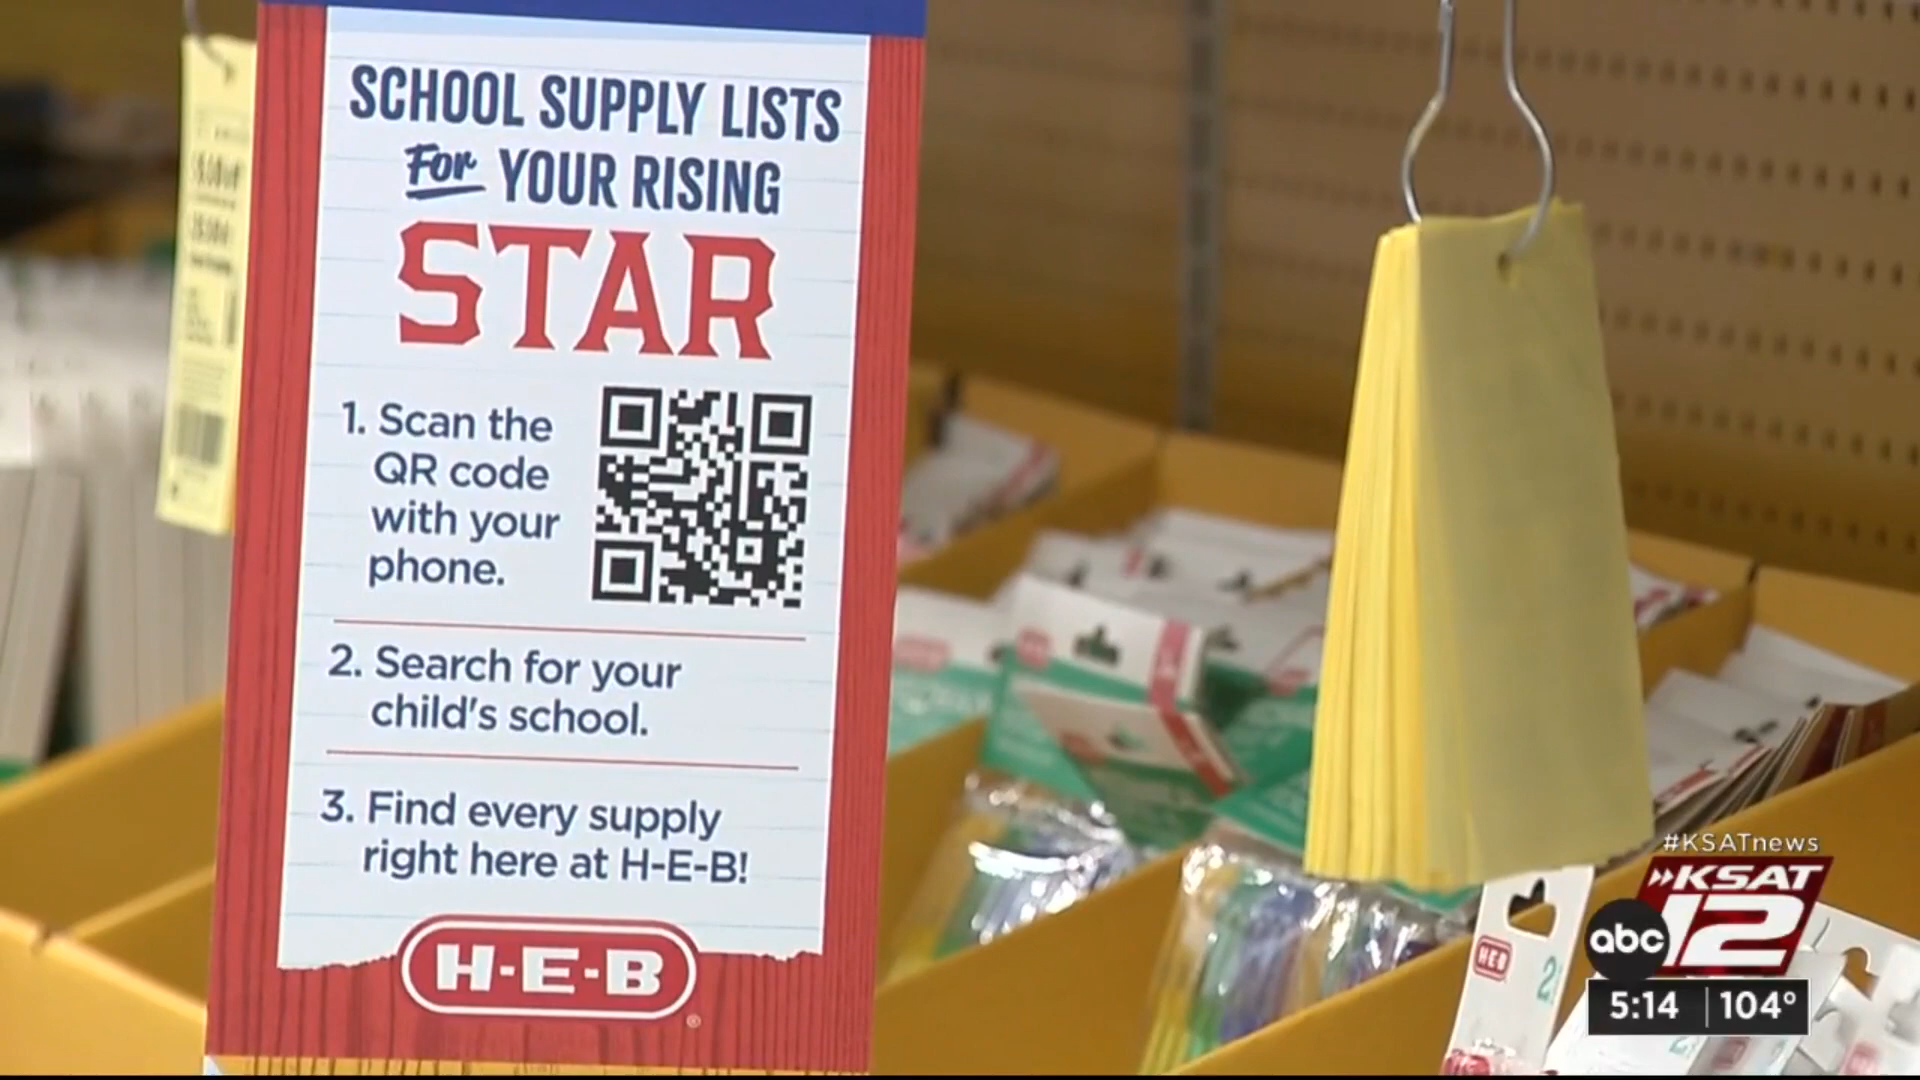 SCHOOL SUPPLY LISTS
For YOUR RISING
STAR
1. Scan the
QR code
with your
phone.
2. Search for your
child's school.
3. Find every supply
right here at H-E-B!
H-E-B
®
#KSATnews
KSAT
abc 12
5:14 104°
HEB